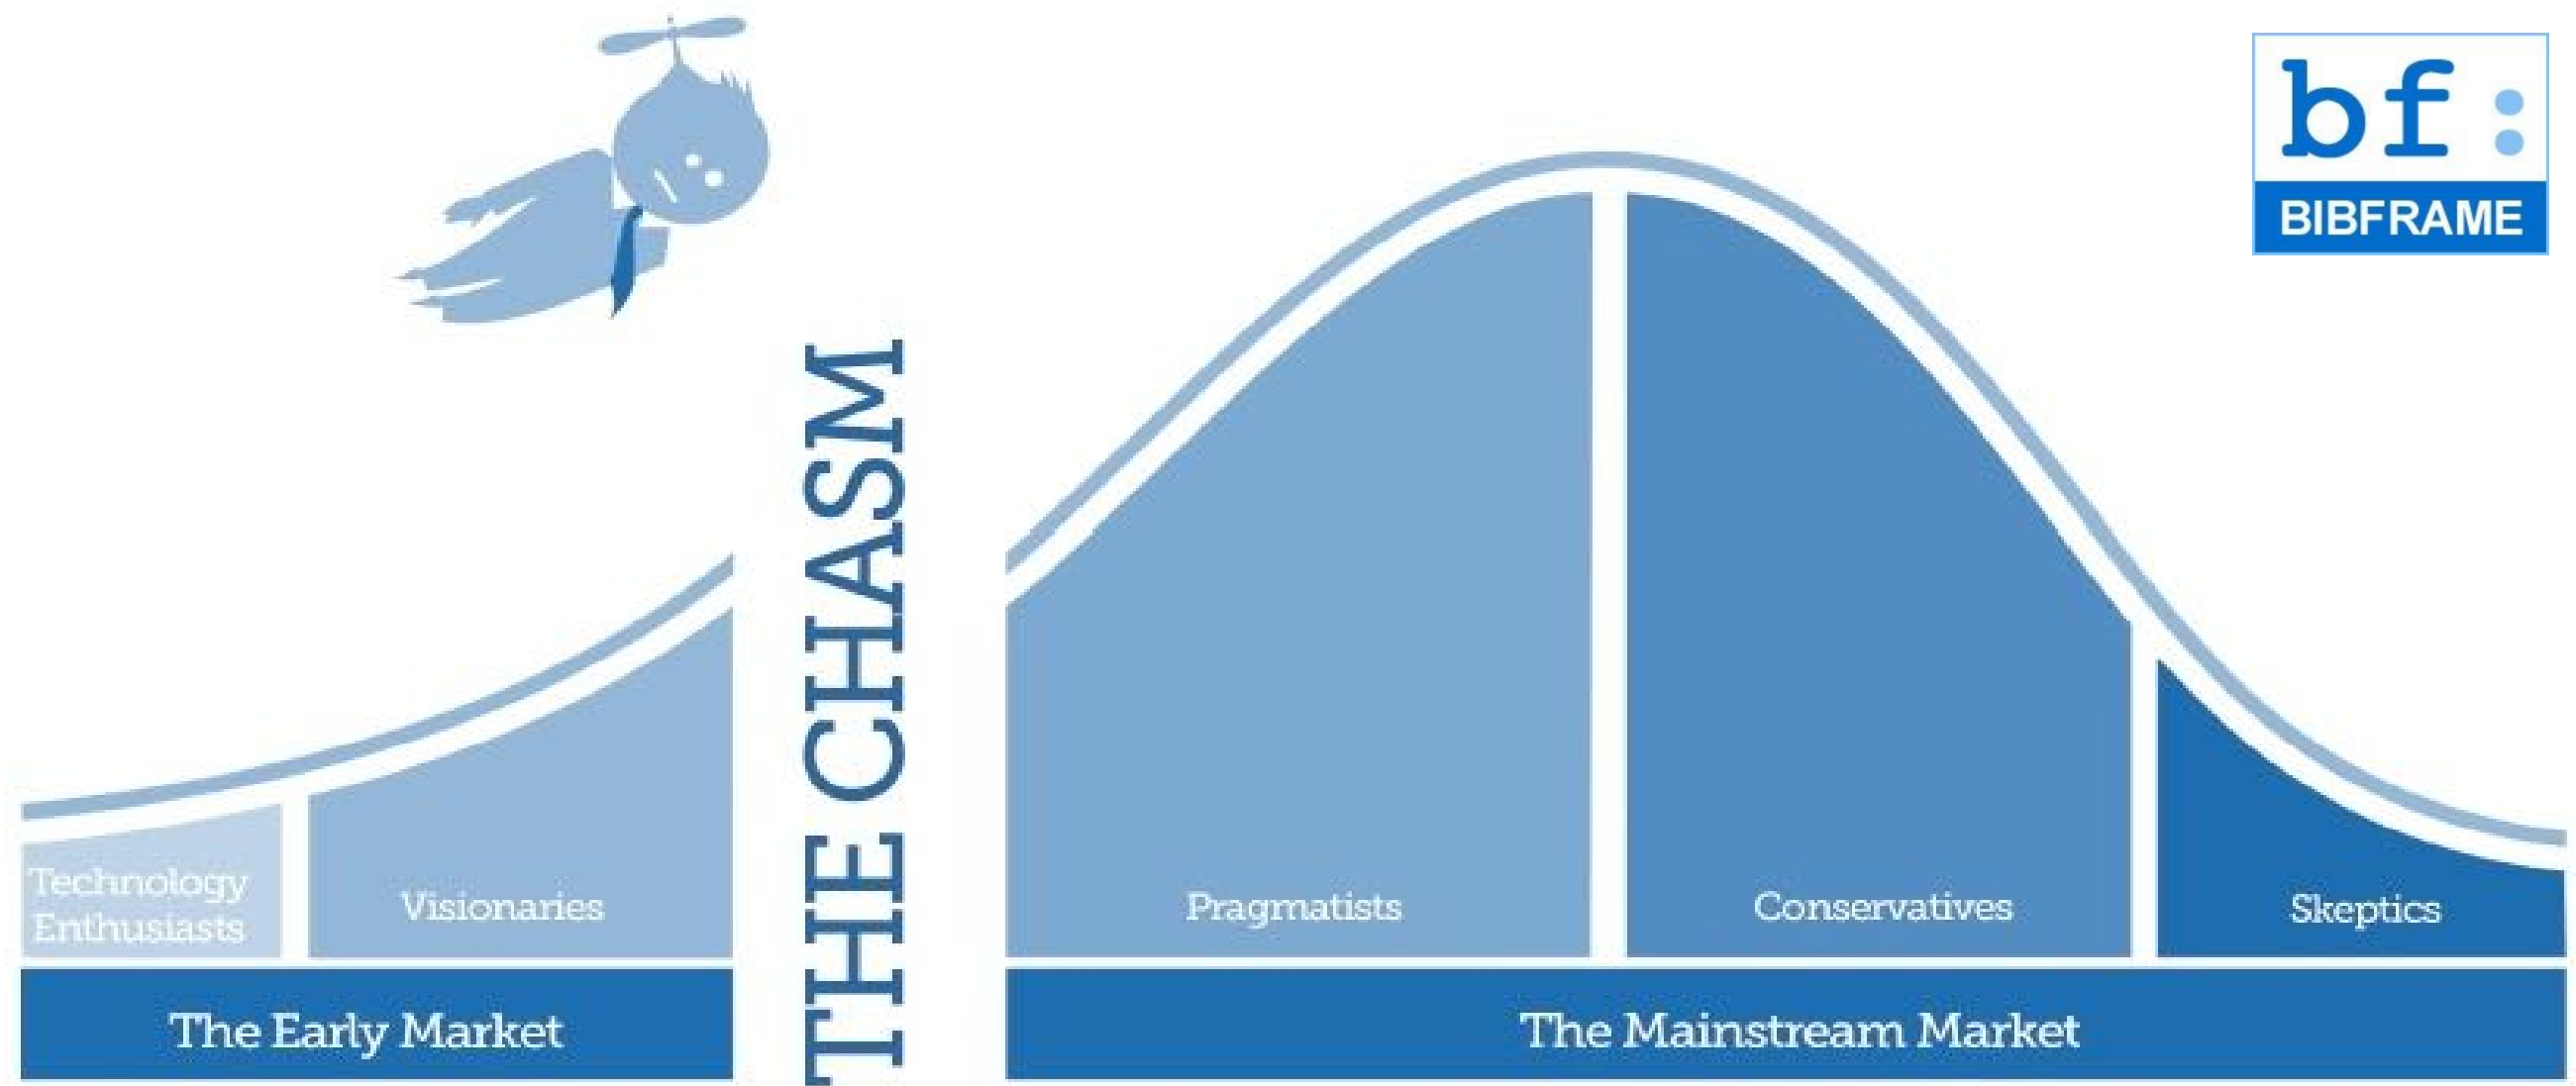 bf:
BIBFRAME
THE CHASM
Technology
Enthusiasts
Visionaries
Pragmatists
Conservatives
Skeptics
The Early Market
The Mainstream Market